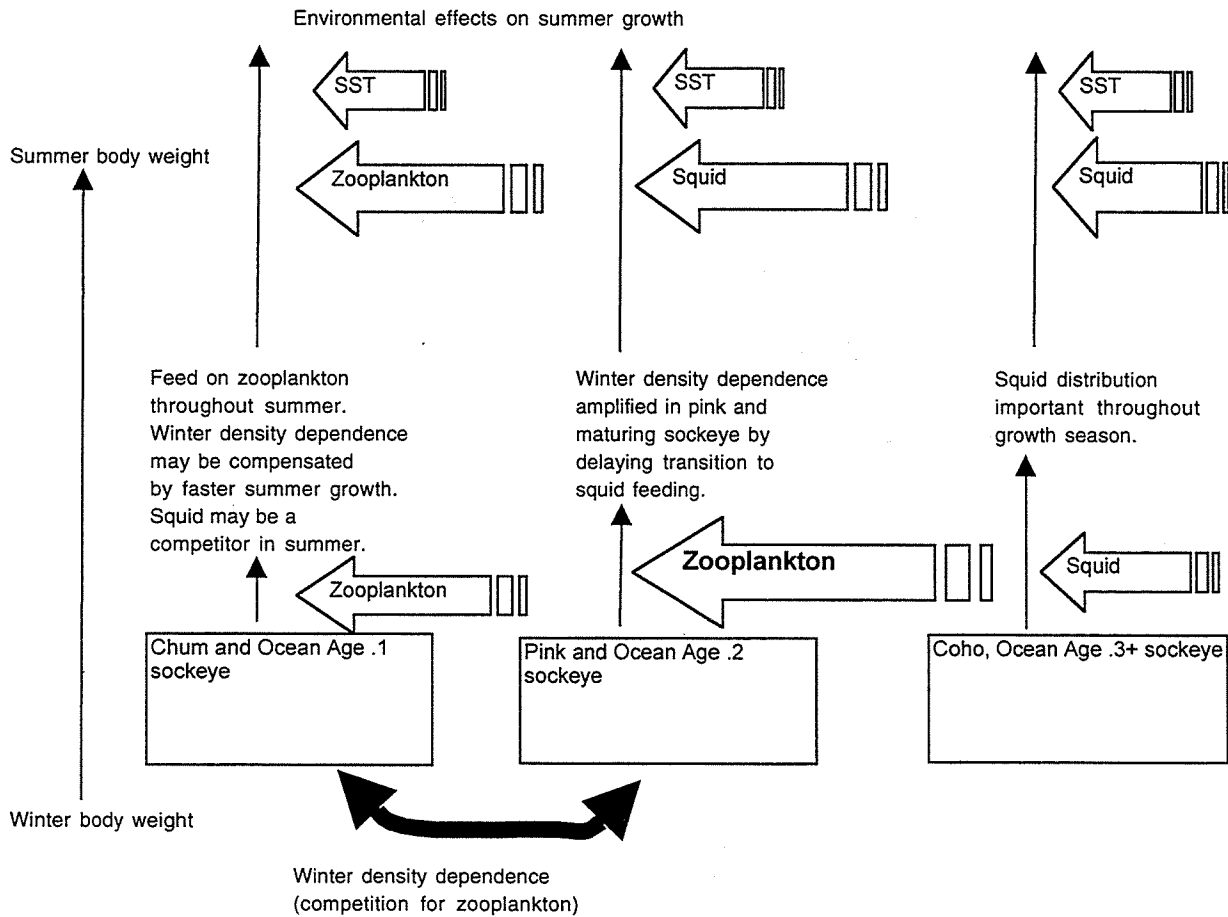 Environmental effects on summer growth
SST
SST
SST
Summer body weight
Zooplankton
Squid
Squid
Feed on zooplankton
throughout summer.
Winter density dependence
may be compensated
by faster summer growth.
Squid may be a
competitor in summer.
Winter density dependence
amplified in pink and
maturing sockeye by
delaying transition to
squid feeding.
Squid distribution
important throughout
growth season.
Zooplankton
Zooplankton
Squid
Chum and Ocean Age .1
sockeye
Pink and Ocean Age .2
sockeye
Coho, Ocean Age .3+ sockeye
Winter body weight
Winter density dependence
(competition for zooplankton)